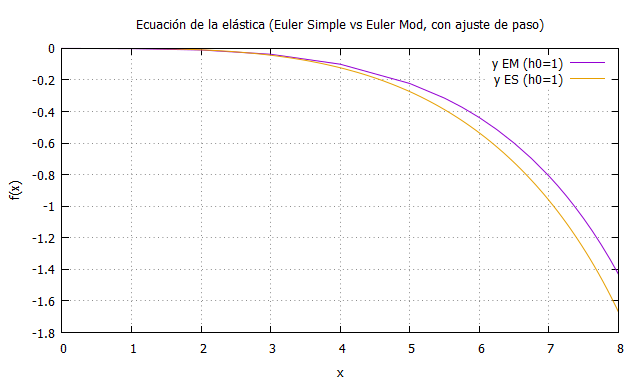 Ecuación de la elástica (Euler Simple vs Euler Mod, con ajuste de paso)
y EM (h0=1)
y ES (h0=1)
f(x)
0
-0.2
-0.4
-0.6
-0.8
-1
-1.2
-1.4
-1.6
-1.8
0 1 2 3 4 5 6 7 8
x